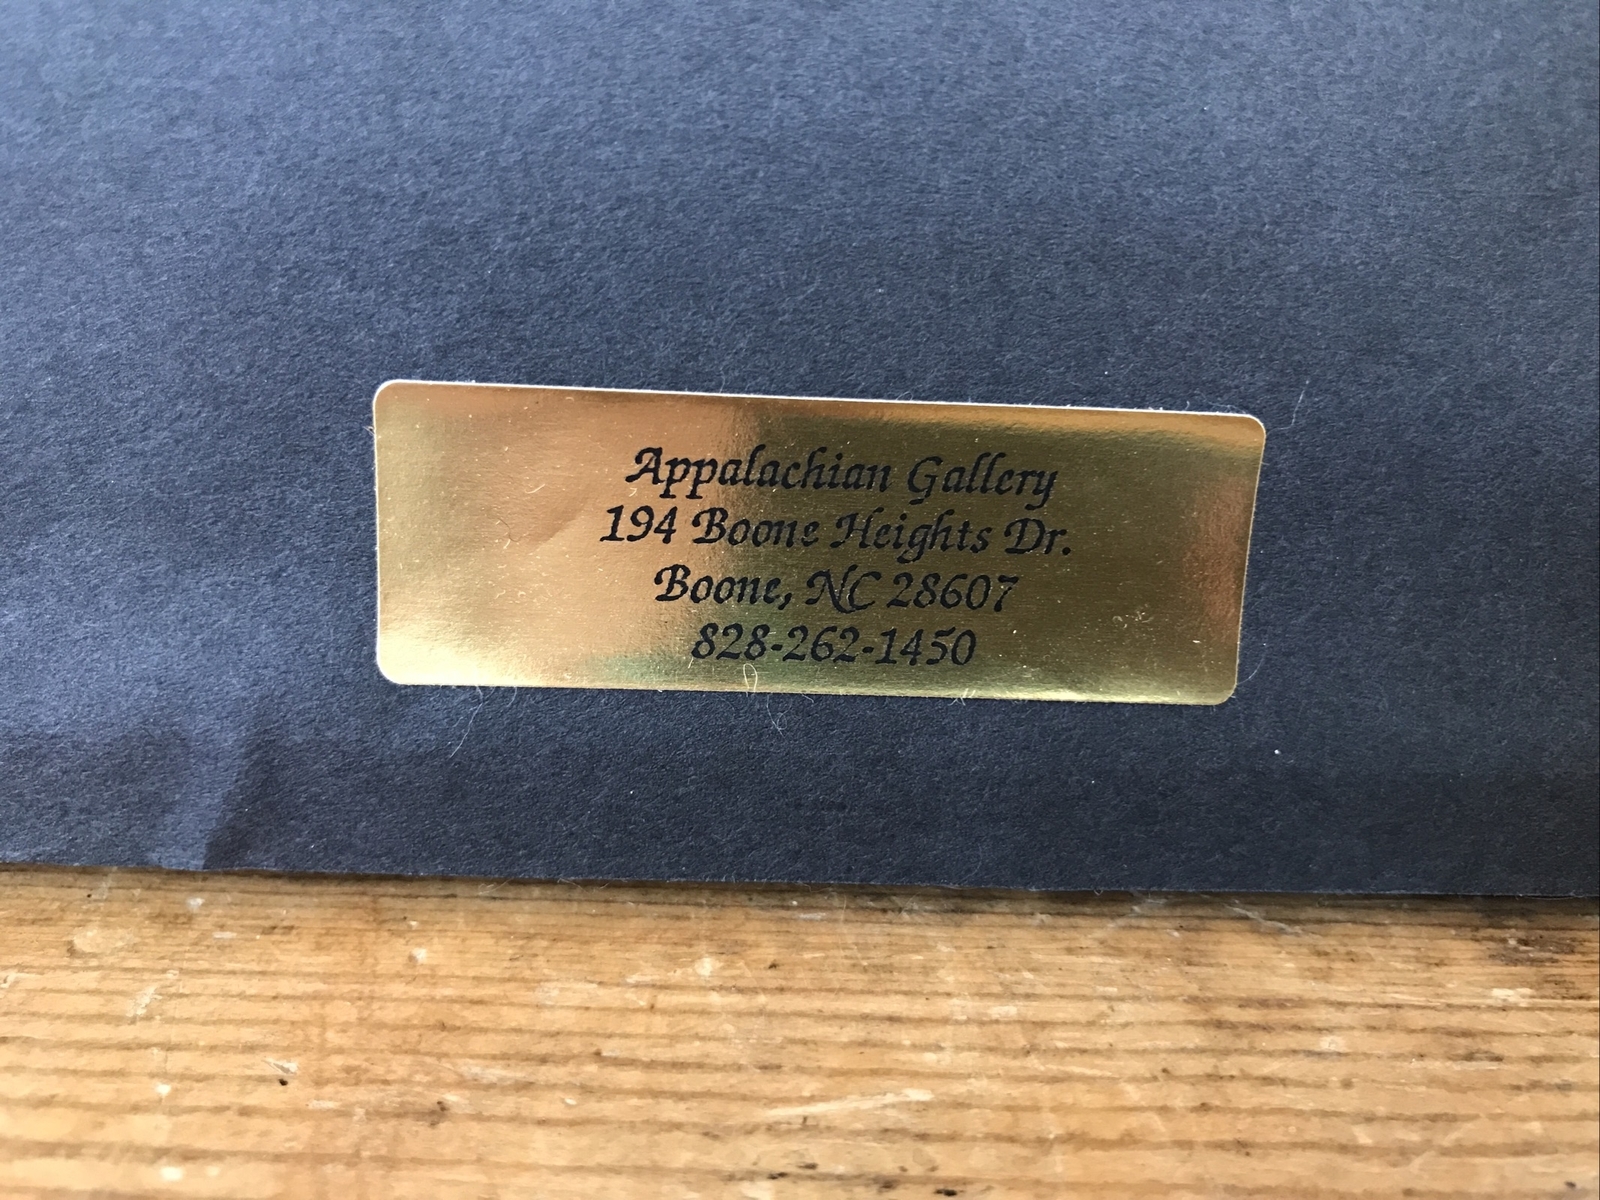 Appalachian Gallery
194 Boone Heights Dr.
Boone, NC 28607
828-262-1450